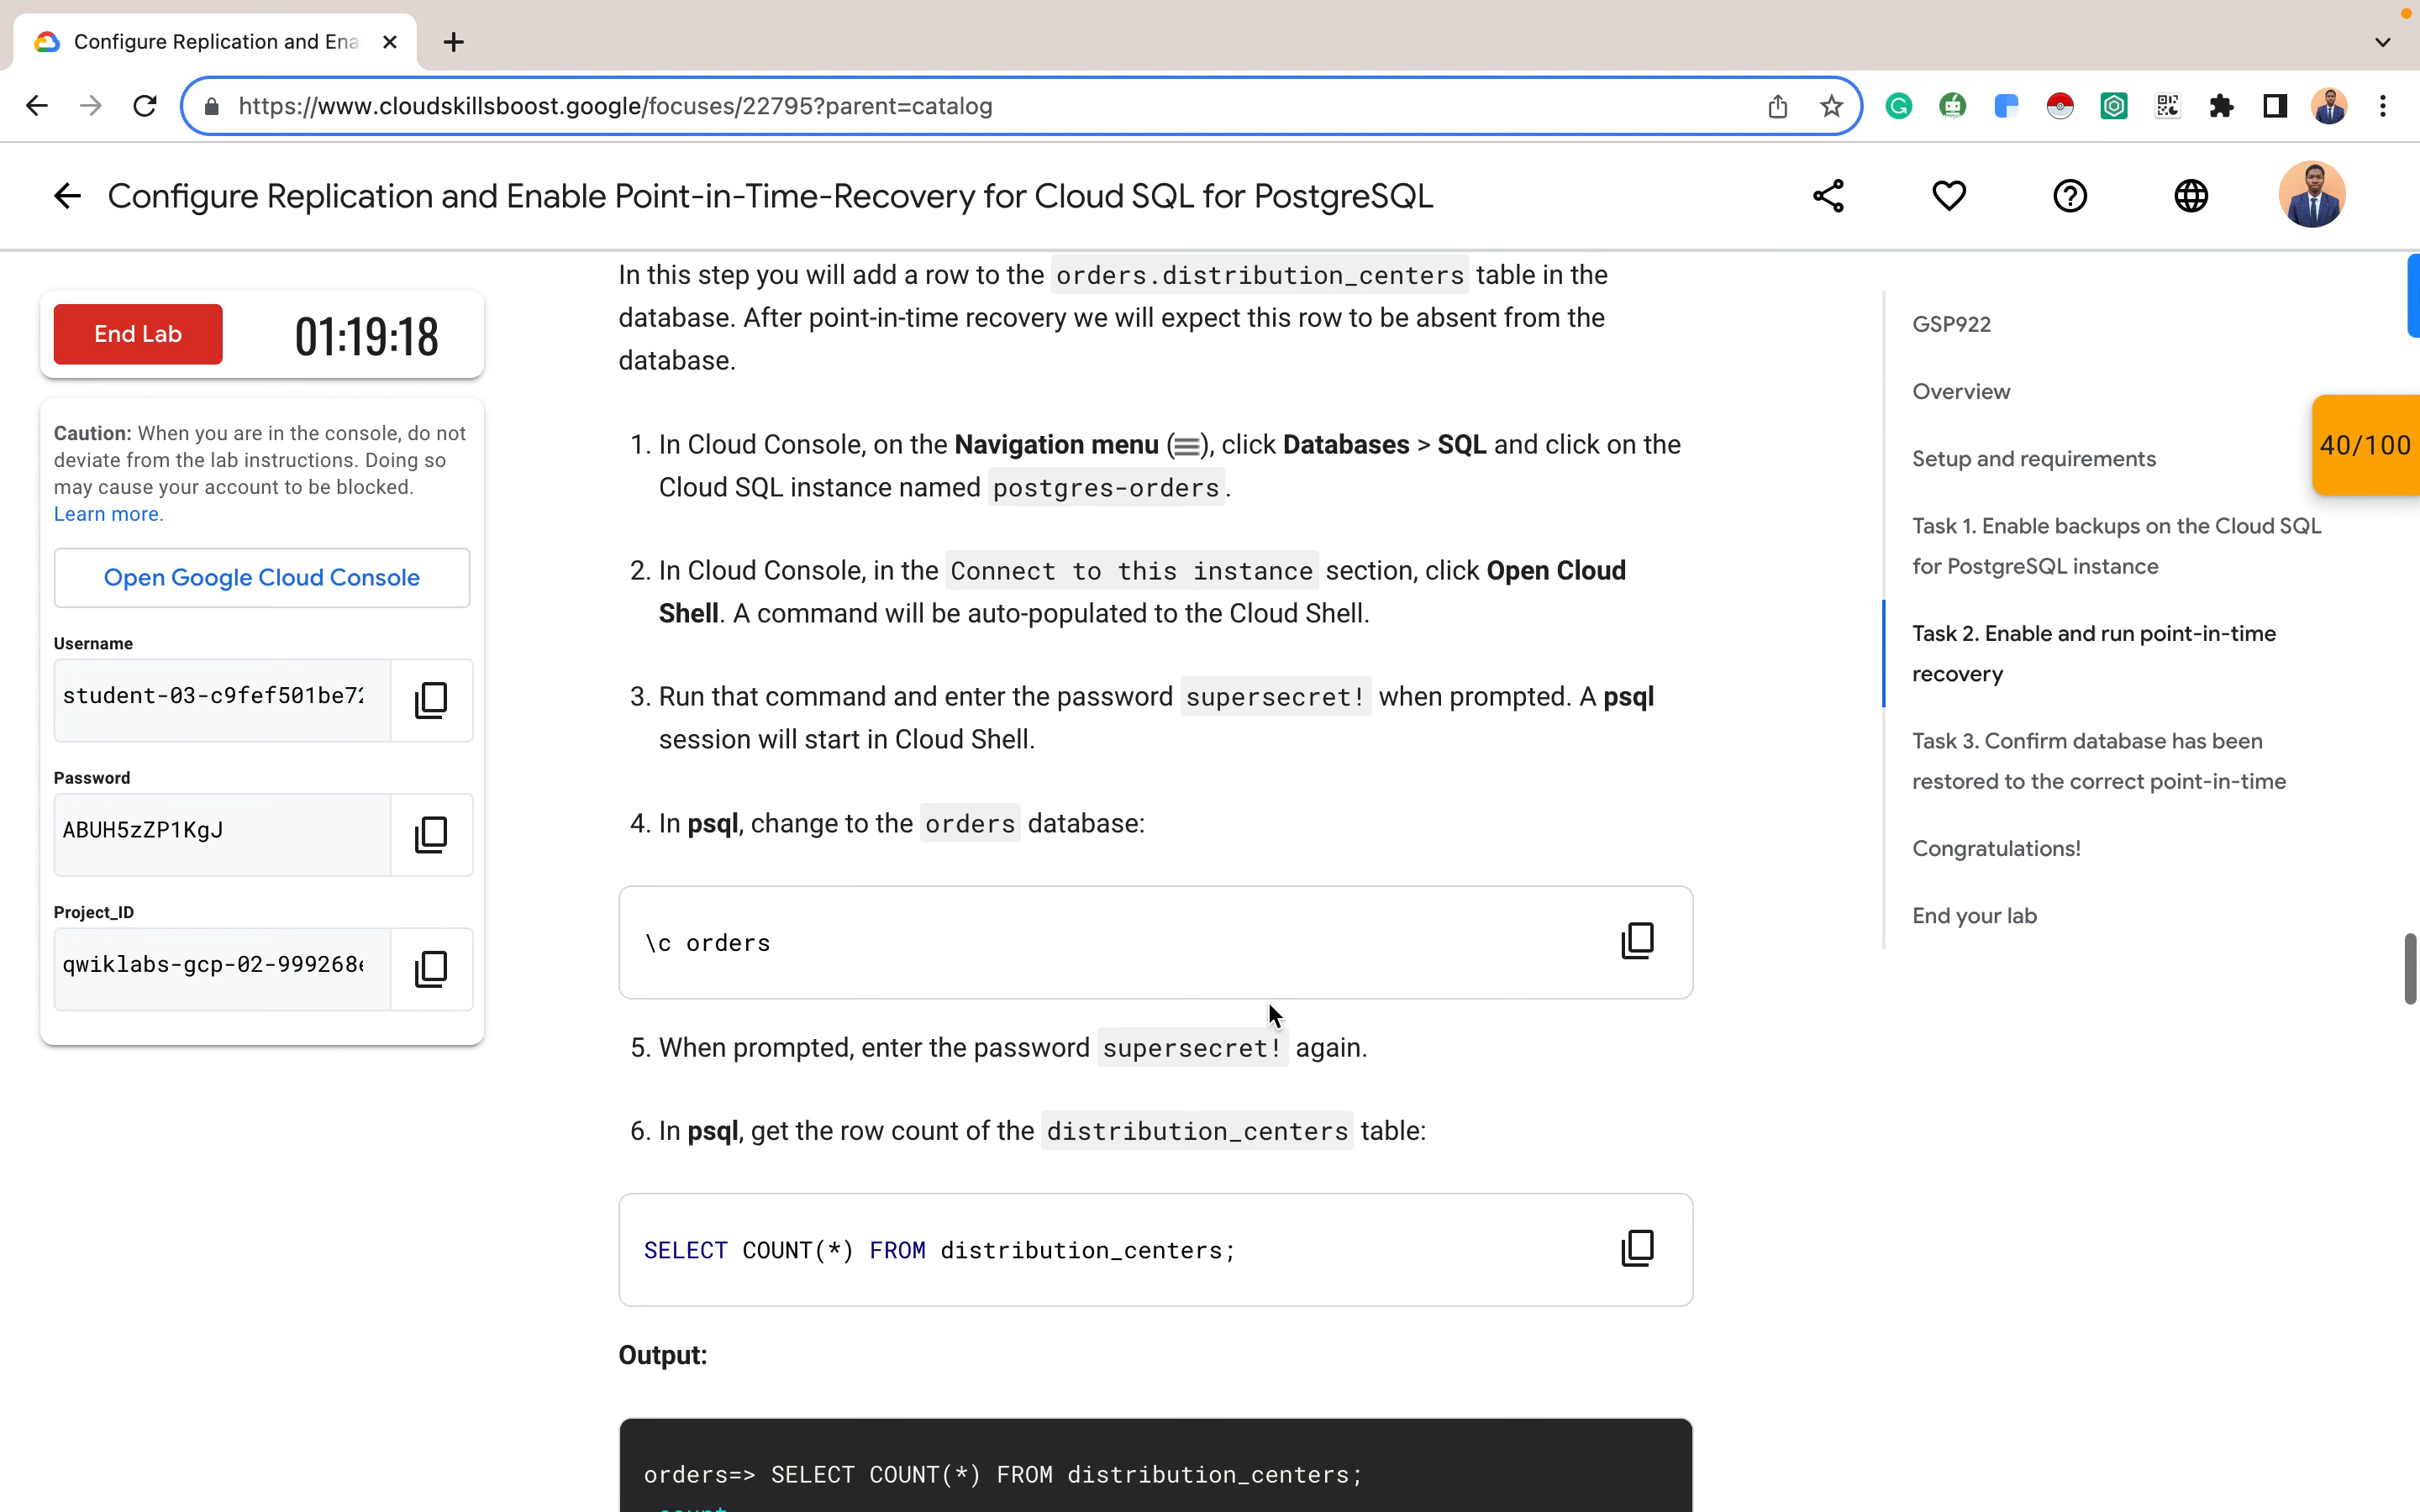 Configure Replication and Ena
https://www.cloudskillsboost.google/focuses/22795?parent=catalog
Configure Replication and Enable Point-in-Time-Recovery for Cloud SQL for PostgreSQL
End Lab
01:19:18
Caution: When you are in the console, do not
deviate from the lab instructions. Doing so
may cause your account to be blocked.
Learn more.
Open Google Cloud Console
Username
student-03-c9fef501be72
Password
ABUH5zZP1KgJ
Project_ID
qwiklabs-gcp-02-999268e
In this step you will add a row to the orders.distribution_centers table in the
database. After point-in-time recovery we will expect this row to be absent from the
database.
1. In Cloud Console, on the Navigation menu (), click Databases > SQL and click on the
Cloud SQL instance named postgres-orders.
2. In Cloud Console, in the Connect to this instance section, click Open Cloud
Shell. A command will be auto-populated to the Cloud Shell.
3. Run that command and enter the password supersecret! when prompted. A psql
session will start in Cloud Shell.
4. In psql, change to the orders database:
\c orders
5. When prompted, enter the password supersecret! again.
6. In psql, get the row count of the distribution_centers table:
SELECT COUNT(*) FROM distribution_centers;
Output:
orders=> SELECT COUNT(*) FROM distribution_centers;
GSP922
Overview
Setup and requirements
Task 1. Enable backups on the Cloud SQL
for PostgreSQL instance
Task 2. Enable and run point-in-time
recovery
Task 3. Confirm database has been
restored to the correct point-in-time
Congratulations!
End your lab
40/100